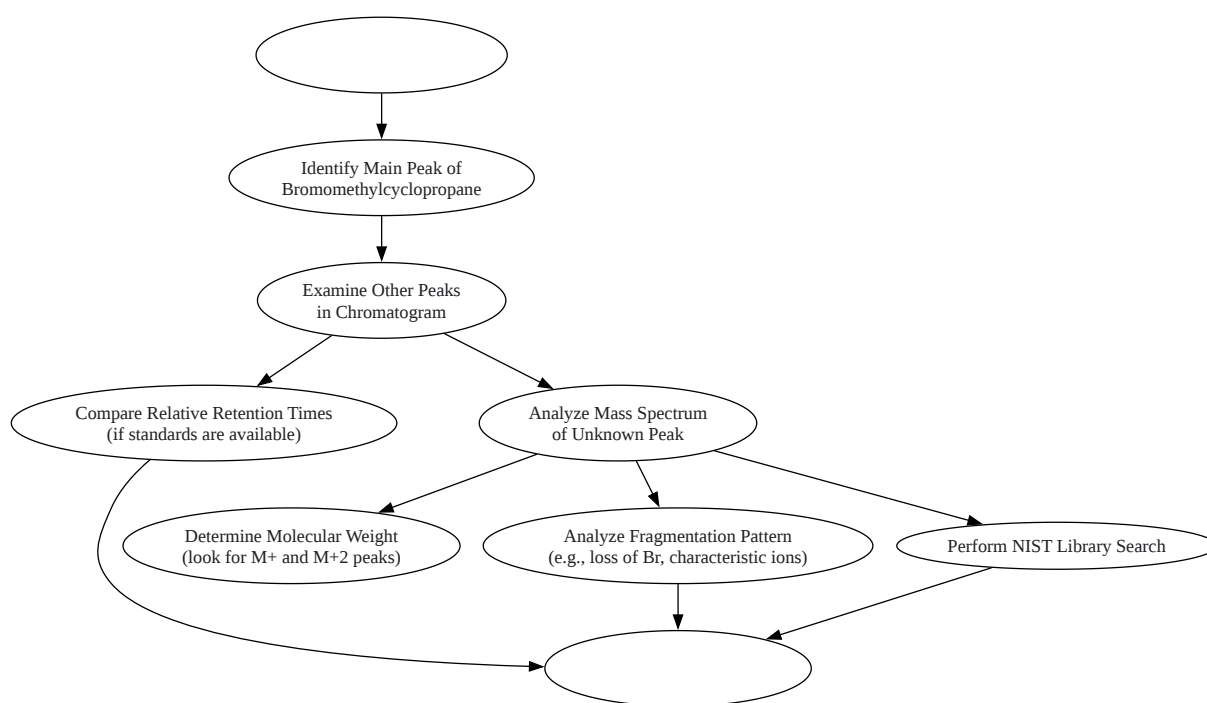 Identify Main Peak of
Bromomethylcyclopropane
Examine Other Peaks
in Chromatogram
Compare Relative Retention Times
(if standards are available)
Analyze Mass Spectrum
of Unknown Peak
Determine Molecular Weight
(look for M+ and M+2 peaks)
Analyze Fragmentation Pattern
(e.g., loss of Br, characteristic ions)
Perform NIST Library Search